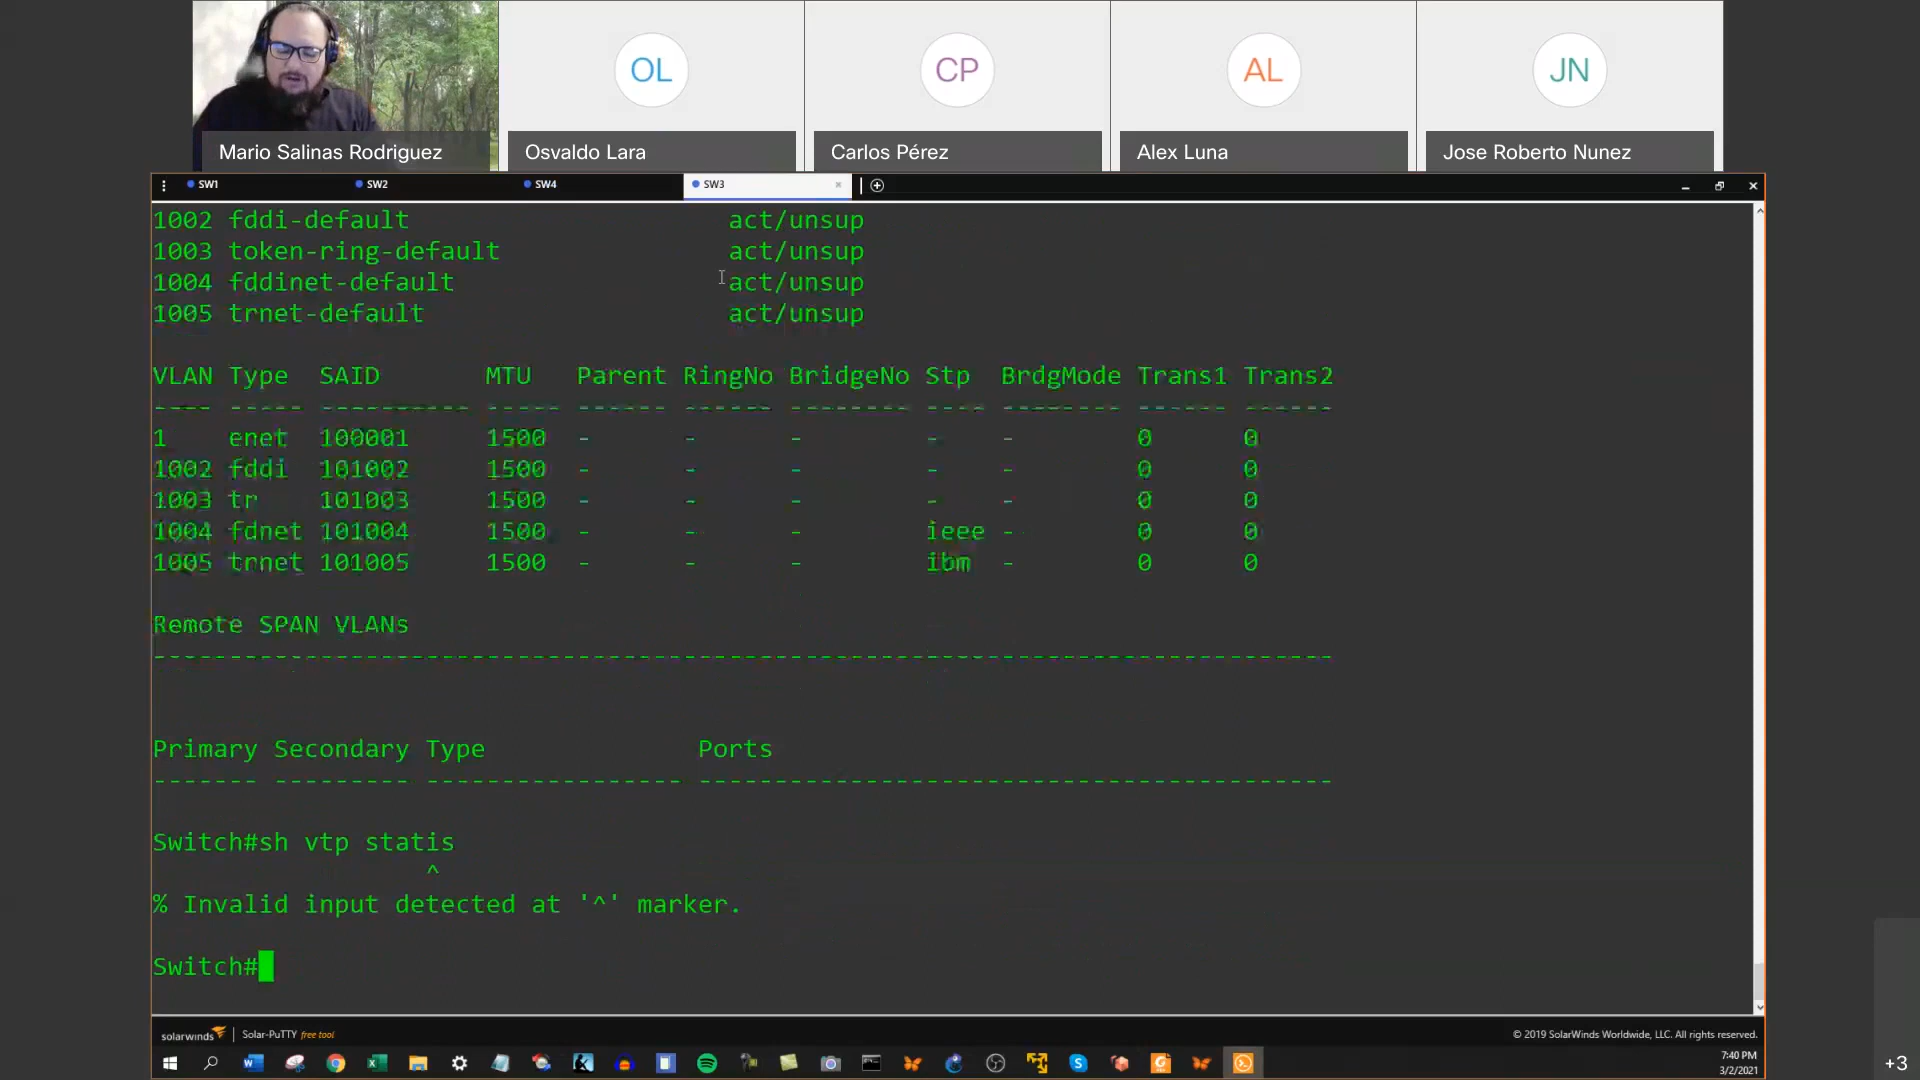 OL
CP
AL
JN
Mario Salinas Rodriguez
Osvaldo Lara
Carlos Pérez
Alex Luna
Jose Roberto Nunez
SW1
SW2
SW4
SW3
1002 fddi-default act/unsup
1003 token-ring-default act/unsup
1004 fddinet-default act/unsup
1005 trnet-default act/unsup
VLAN Type SAID MTU Parent RingNo BridgeNo Stp BrdgMode Trans1 Trans2
---- ----- ---------- ----- ------ ------ -------- ---- -------- ------ ------
1 enet 100001 1500 - - - - - 0 0
1002 fddi 101002 1500 - - - - - 0 0
1003 tr 101003 1500 - - - - - 0 0
1004 fdnet 101004 1500 - - - ieee - 0 0
1005 trnet 101005 1500 - - - ibm - 0 0
Remote SPAN VLANs
------------------------------------------------------------------------------
Primary Secondary Type Ports
------- --------- ----------------- ------------------------------------------
Switch#sh vtp statis
^
% Invalid input detected at '^' marker.
Switch#
solarwinds | Solar-PuTTY free tool
© 2019 SolarWinds Worldwide, LLC. All rights reserved.
7:40 PM
3/2/2021
+3